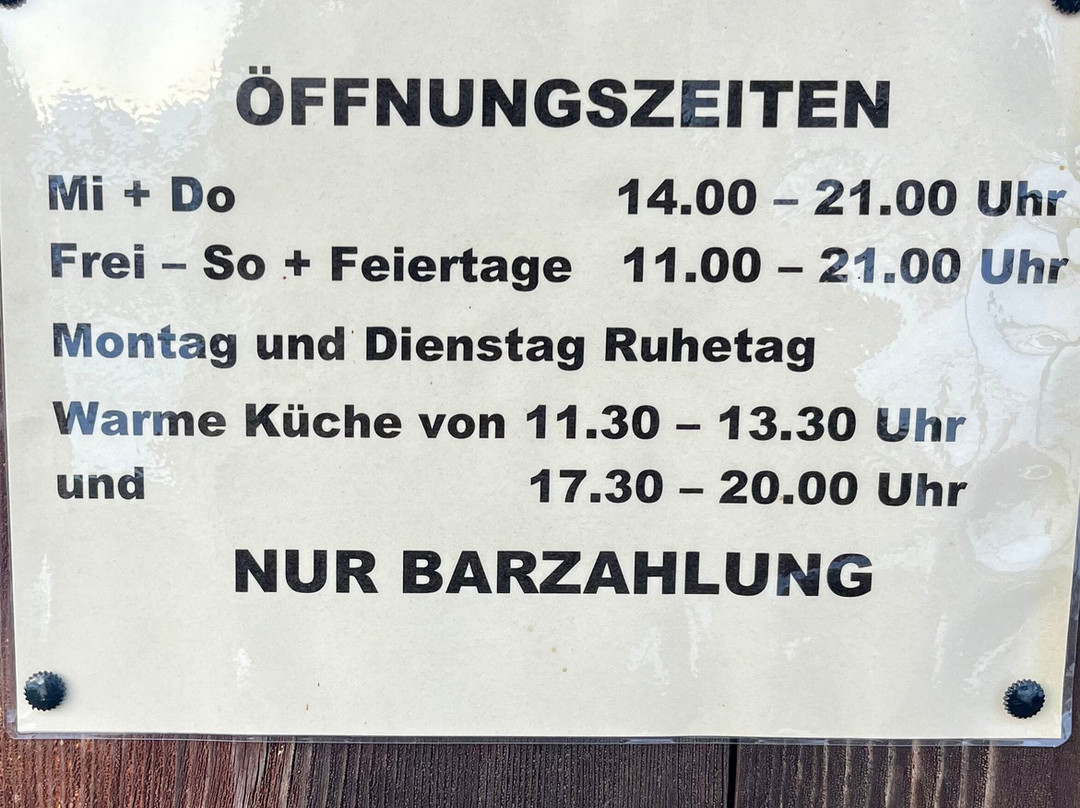 ÖFFNUNGSZEITEN
Mi + Do 14.00 – 21.00 Uhr
Frei – So + Feiertage 11.00 – 21.00 Uhr
Montag und Dienstag Ruhetag
Warme Küche von 11.30 – 13.30 Uhr
und 17.30 – 20.00 Uhr
NUR BARZAHLUNG